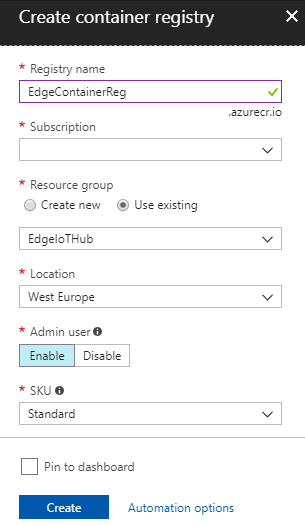 Create container registry
* Registry name
EdgeContainerReg
.azurecr.io
* Subscription
* Resource group
Create new Use existing
EdgeIoTHub
* Location
West Europe
* Admin user
Enable Disable
* SKU
Standard
Pin to dashboard
Create Automation options